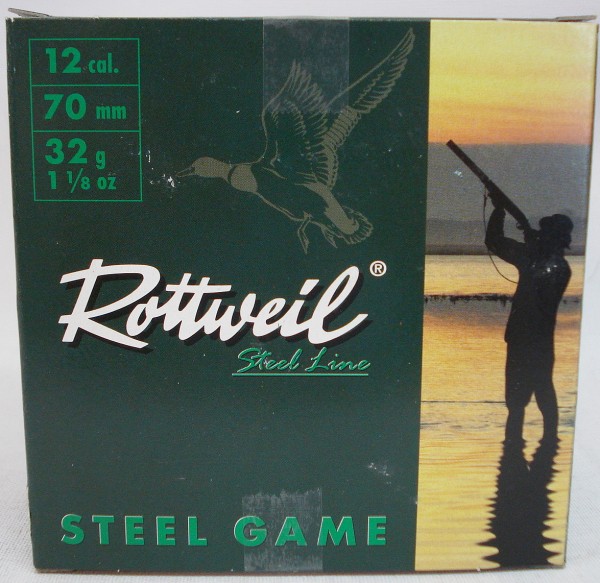 12 cal.
70 mm
32 g
1 1/8 oz
Rottweil®
Steel Line
STEEL GAME